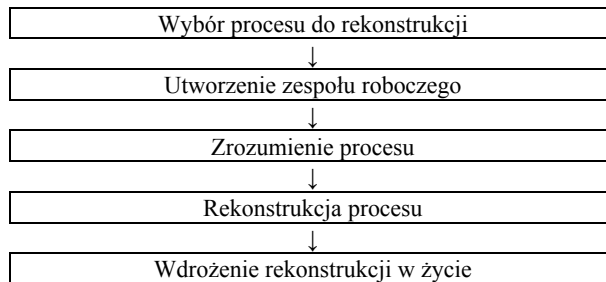 Wybór procesu do rekonstrukcji
↓
Utworzenie zespołu roboczego
↓
Zrozumienie procesu
↓
Rekonstrukcja procesu
↓
Wdrożenie rekonstrukcji w życie